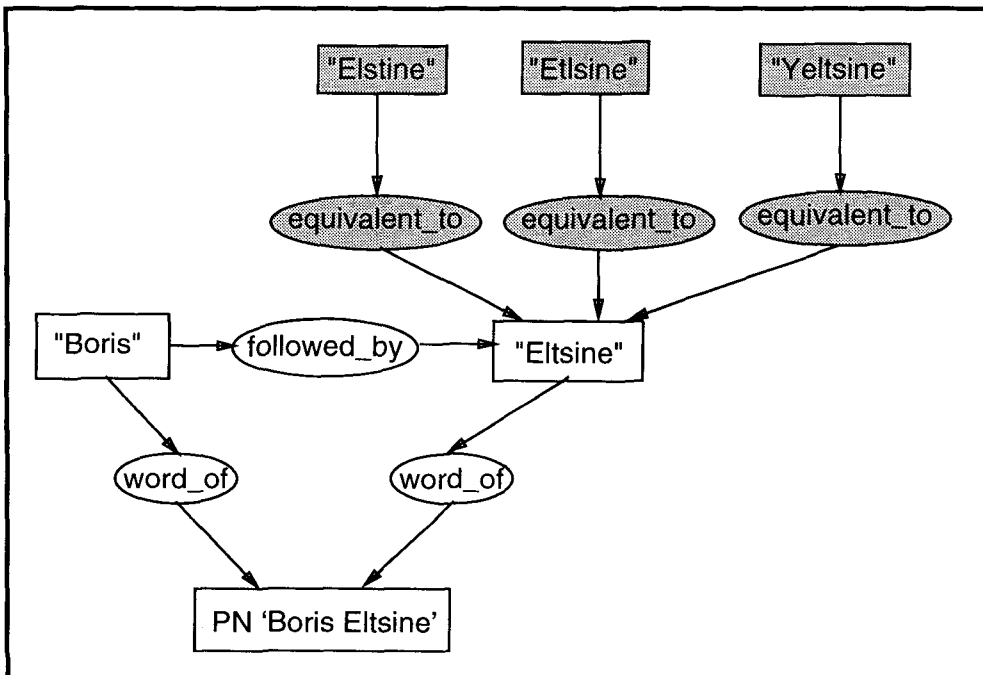 "Elstine" "Etlsine" "Yeltsine"
equivalent_to equivalent_to equivalent_to
"Boris" followed_by "Eltsine"
word_of word_of
PN ‘Boris Eltsine’